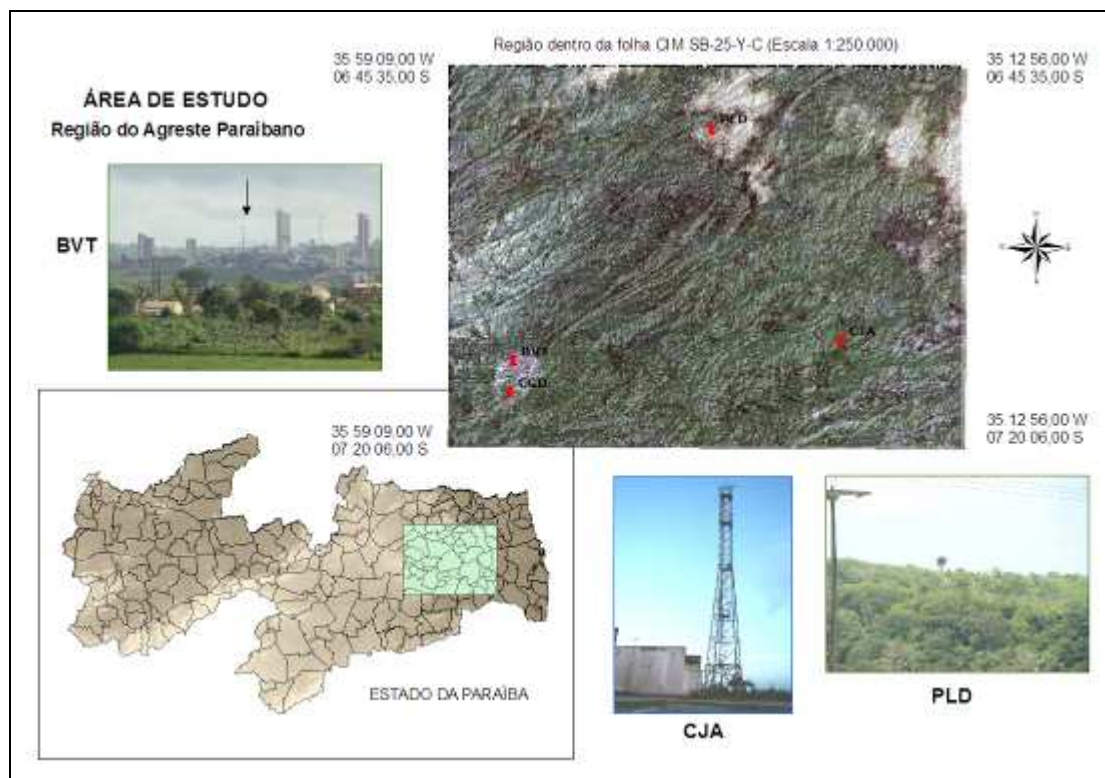 Região dentro da folha CIM SB-25-Y-C (Escala 1:250.000)
35 59 09,00 W
06 45 35,00 S
35 12 56,00 W
06 45 35,00 S
ÁREA DE ESTUDO
Região do Agreste Paraibano
BVT
PLD
CJA
BVT
CGD
35 59 09,00 W
07 20 06,00 S
35 12 56,00 W
07 20 06,00 S
ESTADO DA PARAÍBA
CJA
PLD